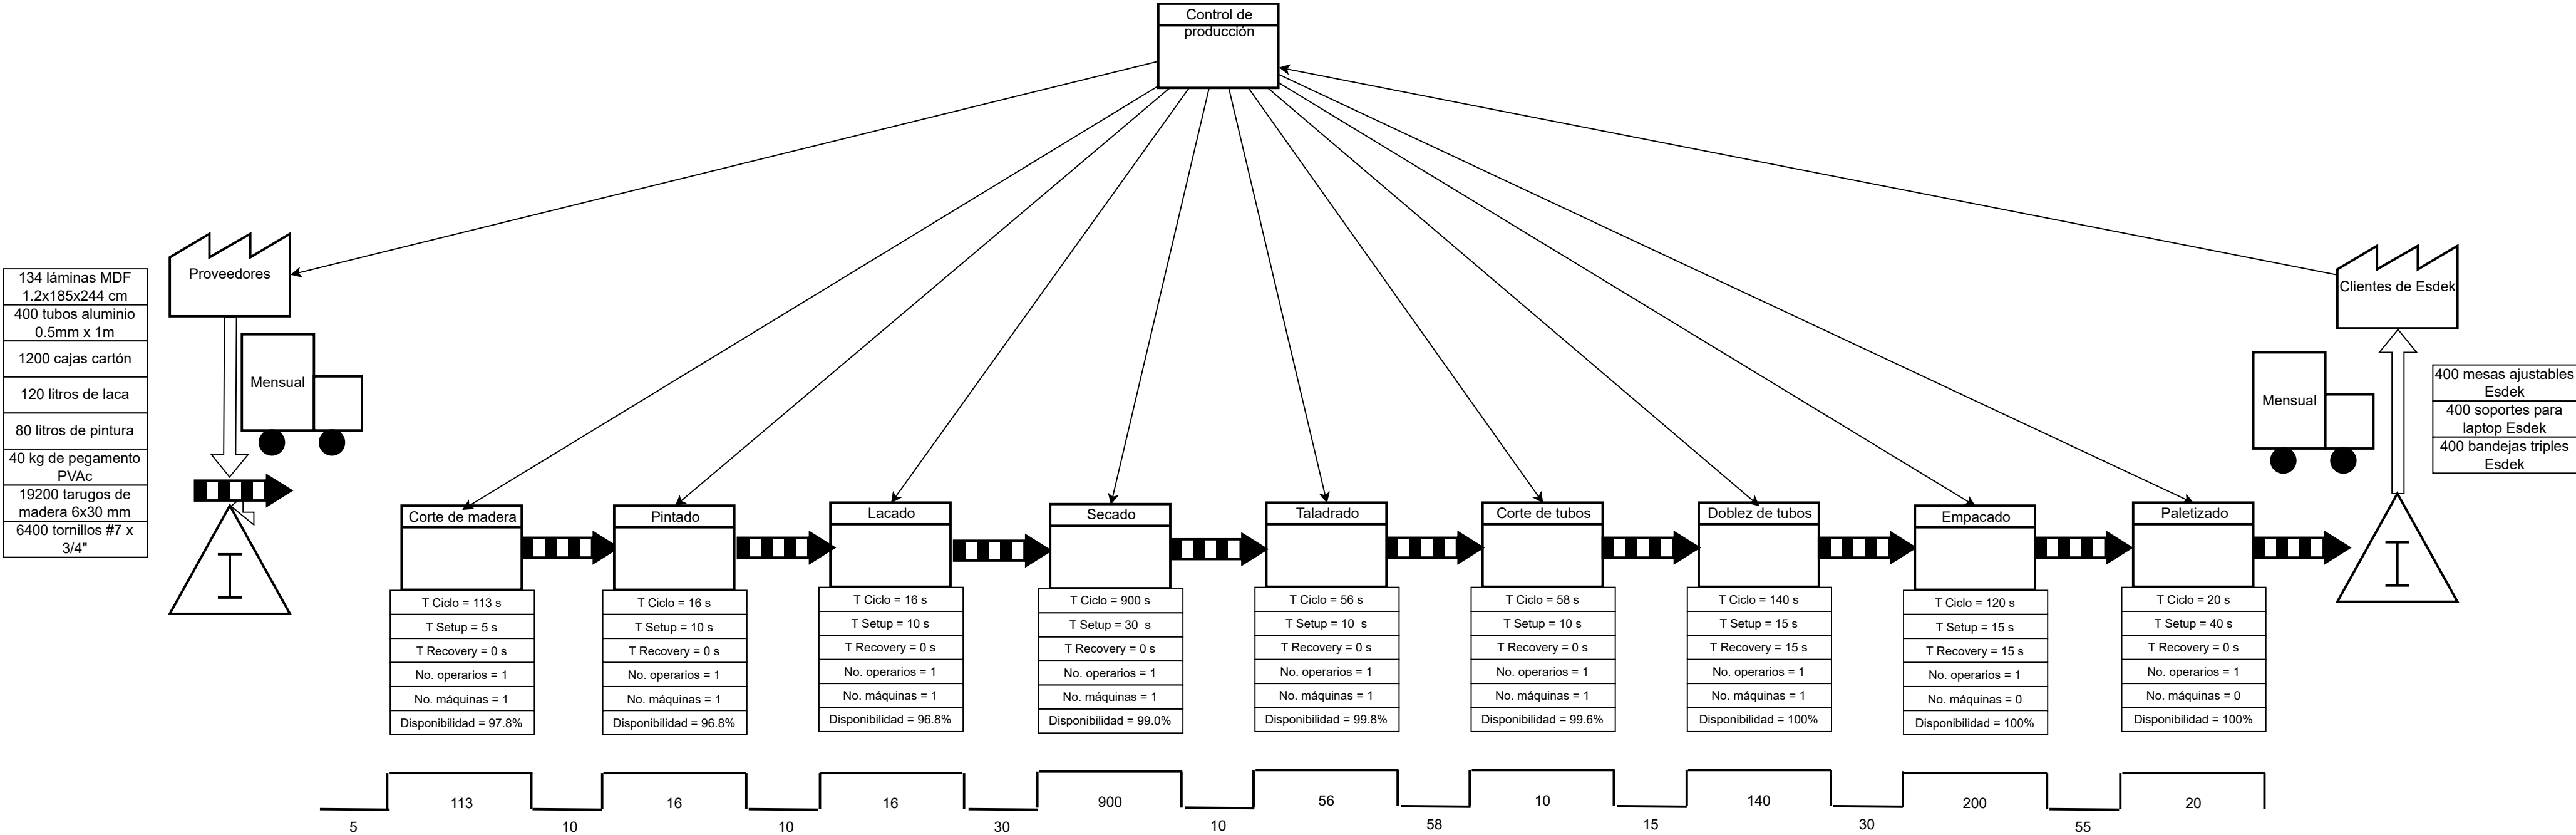 Control de
producción
Proveedores
134 láminas MDF
1.2x185x244 cm
400 tubos aluminio
0.5mm x 1m
1200 cajas cartón
120 litros de laca
80 litros de pintura
40 kg de pegamento
PVAc
19200 tarugos de
madera 6x30 mm
6400 tornillos #7 x
3/4"
Mensual
I
Clientes de Esdek
Mensual
400 mesas ajustables
Esdek
400 soportes para
laptop Esdek
400 bandejas triples
Esdek
I
Corte de madera
T Ciclo = 113 s
T Setup = 5 s
T Recovery = 0 s
No. operarios = 1
No. máquinas = 1
Disponibilidad = 97.8%
Pintado
T Ciclo = 16 s
T Setup = 10 s
T Recovery = 0 s
No. operarios = 1
No. máquinas = 1
Disponibilidad = 96.8%
Lacado
T Ciclo = 16 s
T Setup = 10 s
T Recovery = 0 s
No. operarios = 1
No. máquinas = 1
Disponibilidad = 96.8%
Secado
T Ciclo = 900 s
T Setup = 30 s
T Recovery = 0 s
No. operarios = 1
No. máquinas = 1
Disponibilidad = 99.0%
Taladrado
T Ciclo = 56 s
T Setup = 10 s
T Recovery = 0 s
No. operarios = 1
No. máquinas = 1
Disponibilidad = 99.8%
Corte de tubos
T Ciclo = 58 s
T Setup = 10 s
T Recovery = 0 s
No. operarios = 1
No. máquinas = 1
Disponibilidad = 99.6%
Doblez de tubos
T Ciclo = 140 s
T Setup = 15 s
T Recovery = 15 s
No. operarios = 1
No. máquinas = 1
Disponibilidad = 100%
Empacado
T Ciclo = 120 s
T Setup = 15 s
T Recovery = 15 s
No. operarios = 1
No. máquinas = 0
Disponibilidad = 100%
Paletizado
T Ciclo = 20 s
T Setup = 40 s
T Recovery = 0 s
No. operarios = 1
No. máquinas = 0
Disponibilidad = 100%
5
113
10
16
10
16
30
900
10
56
58
10
15
140
30
200
55
20